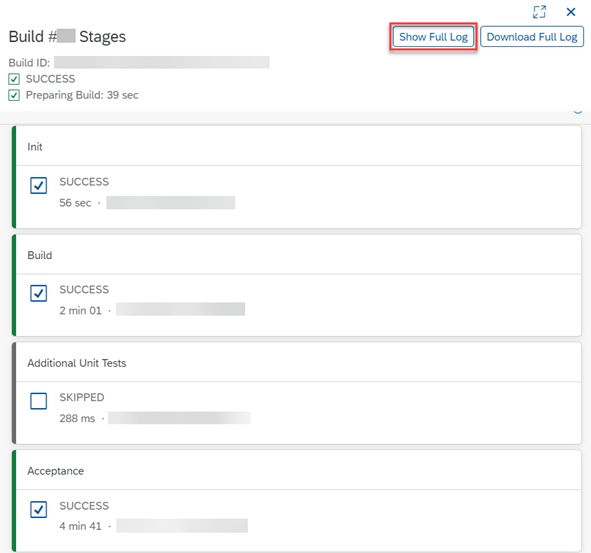 Build # Stages
Show Full Log
Download Full Log
Build ID:
SUCCESS
Preparing Build: 39 sec
Init
SUCCESS
56 sec ·
Build
SUCCESS
2 min 01 ·
Additional Unit Tests
SKIPPED
288 ms ·
Acceptance
SUCCESS
4 min 41 ·